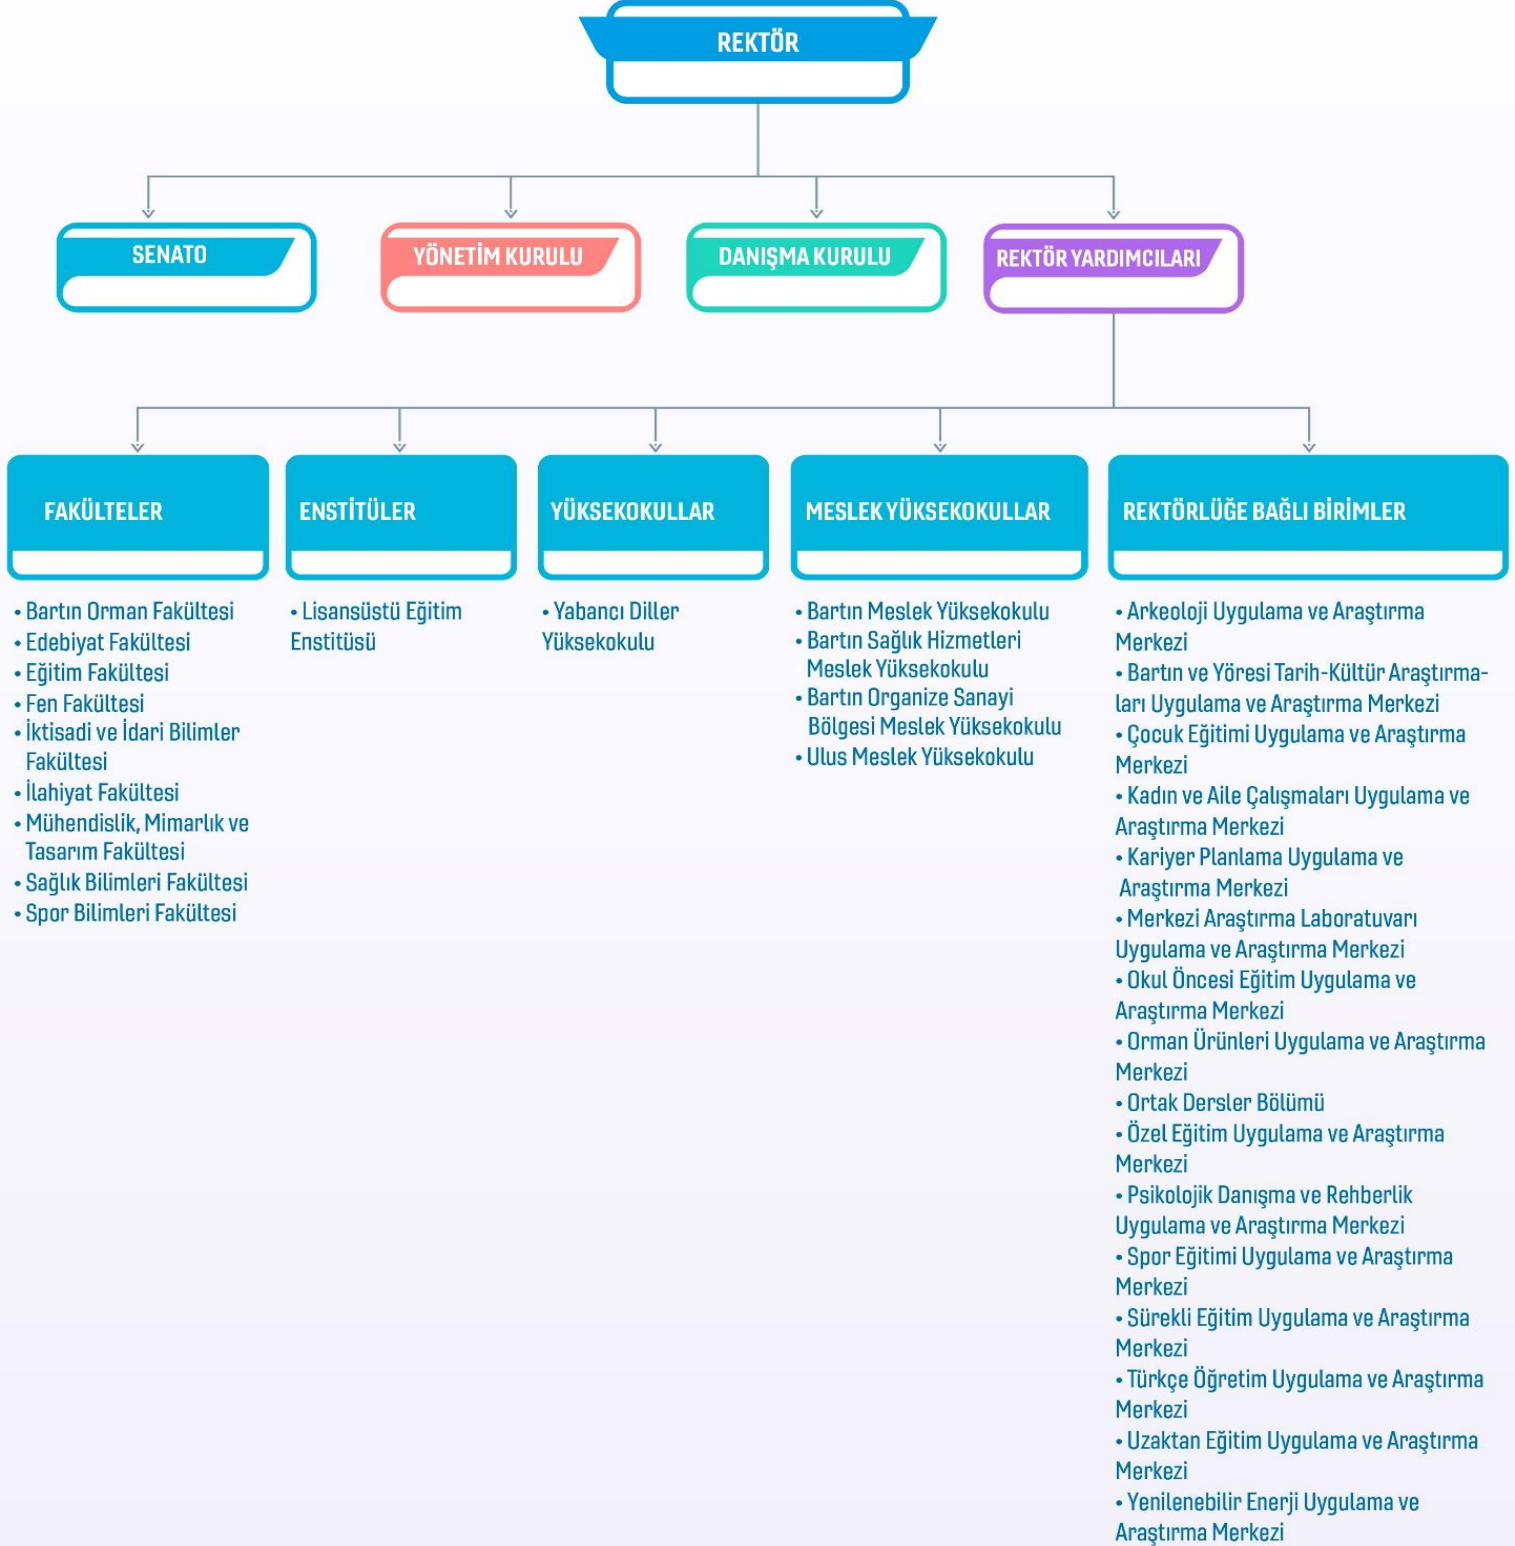 REKTÖR
SENATO
YÖNETİM KURULU
DANIŞMA KURULU
REKTÖR YARDIMCILARI
FAKÜLTELER
ENSTİTÜLER
YÜKSEKOKULLAR
MESLEK YÜKSEKOKULLAR
REKTÖRLÜĞE BAĞLI BİRİMLER
• Bartın Orman Fakültesi
• Edebiyat Fakültesi
• Eğitim Fakültesi
• Fen Fakültesi
• İktisadi ve İdari Bilimler
Fakültesi
• İlahiyat Fakültesi
• Mühendislik, Mimarlık ve
Tasarım Fakültesi
• Sağlık Bilimleri Fakültesi
• Spor Bilimleri Fakültesi
• Lisansüstü Eğitim
Enstitüsü
• Yabancı Diller
Yüksekokulu
• Bartın Meslek Yüksekokulu
• Bartın Sağlık Hizmetleri
Meslek Yüksekokulu
• Bartın Organize Sanayi
Bölgesi Meslek Yüksekokulu
• Ulus Meslek Yüksekokulu
• Arkeoloji Uygulama ve Araştırma
Merkezi
• Bartın ve Yöresi Tarih-Kültür Araştırma-
ları Uygulama ve Araştırma Merkezi
• Çocuk Eğitimi Uygulama ve Araştırma
Merkezi
• Kadın ve Aile Çalışmaları Uygulama ve
Araştırma Merkezi
• Kariyer Planlama Uygulama ve
Araştırma Merkezi
• Merkezi Araştırma Laboratuvarı
Uygulama ve Araştırma Merkezi
• Okul Öncesi Eğitim Uygulama ve
Araştırma Merkezi
• Orman Ürünleri Uygulama ve Araştırma
Merkezi
• Ortak Dersler Bölümü
• Özel Eğitim Uygulama ve Araştırma
Merkezi
• Psikolojik Danışma ve Rehberlik
Uygulama ve Araştırma Merkezi
• Spor Eğitimi Uygulama ve Araştırma
Merkezi
• Sürekli Eğitim Uygulama ve Araştırma
Merkezi
• Türkçe Öğretim Uygulama ve Araştırma
Merkezi
• Uzaktan Eğitim Uygulama ve Araştırma
Merkezi
• Yenilenebilir Enerji Uygulama ve
Araştırma Merkezi